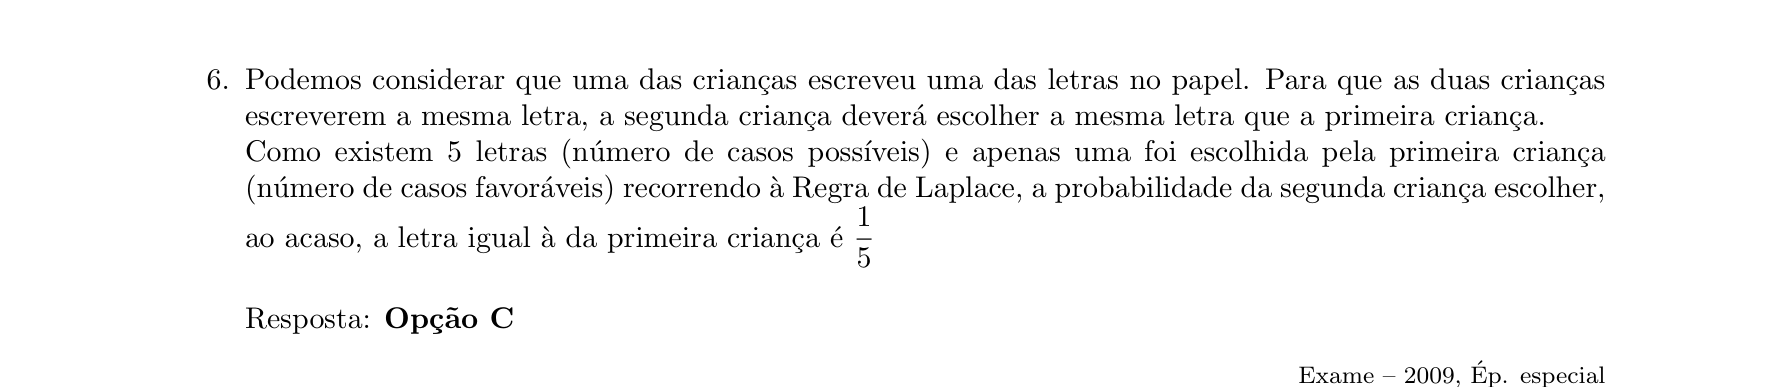 6. Podemos considerar que uma das crianças escreveu uma das letras no papel. Para que as duas crianças
escreverem a mesma letra, a segunda criança deverá escolher a mesma letra que a primeira criança.
Como existem 5 letras (número de casos possíveis) e apenas uma foi escolhida pela primeira criança
(número de casos favoráveis) recorrendo à Regra de Laplace, a probabilidade da segunda criança escolher,
ao acaso, a letra igual à da primeira criança é 1/5
Resposta: Opção C
Exame – 2009, Ép. especial